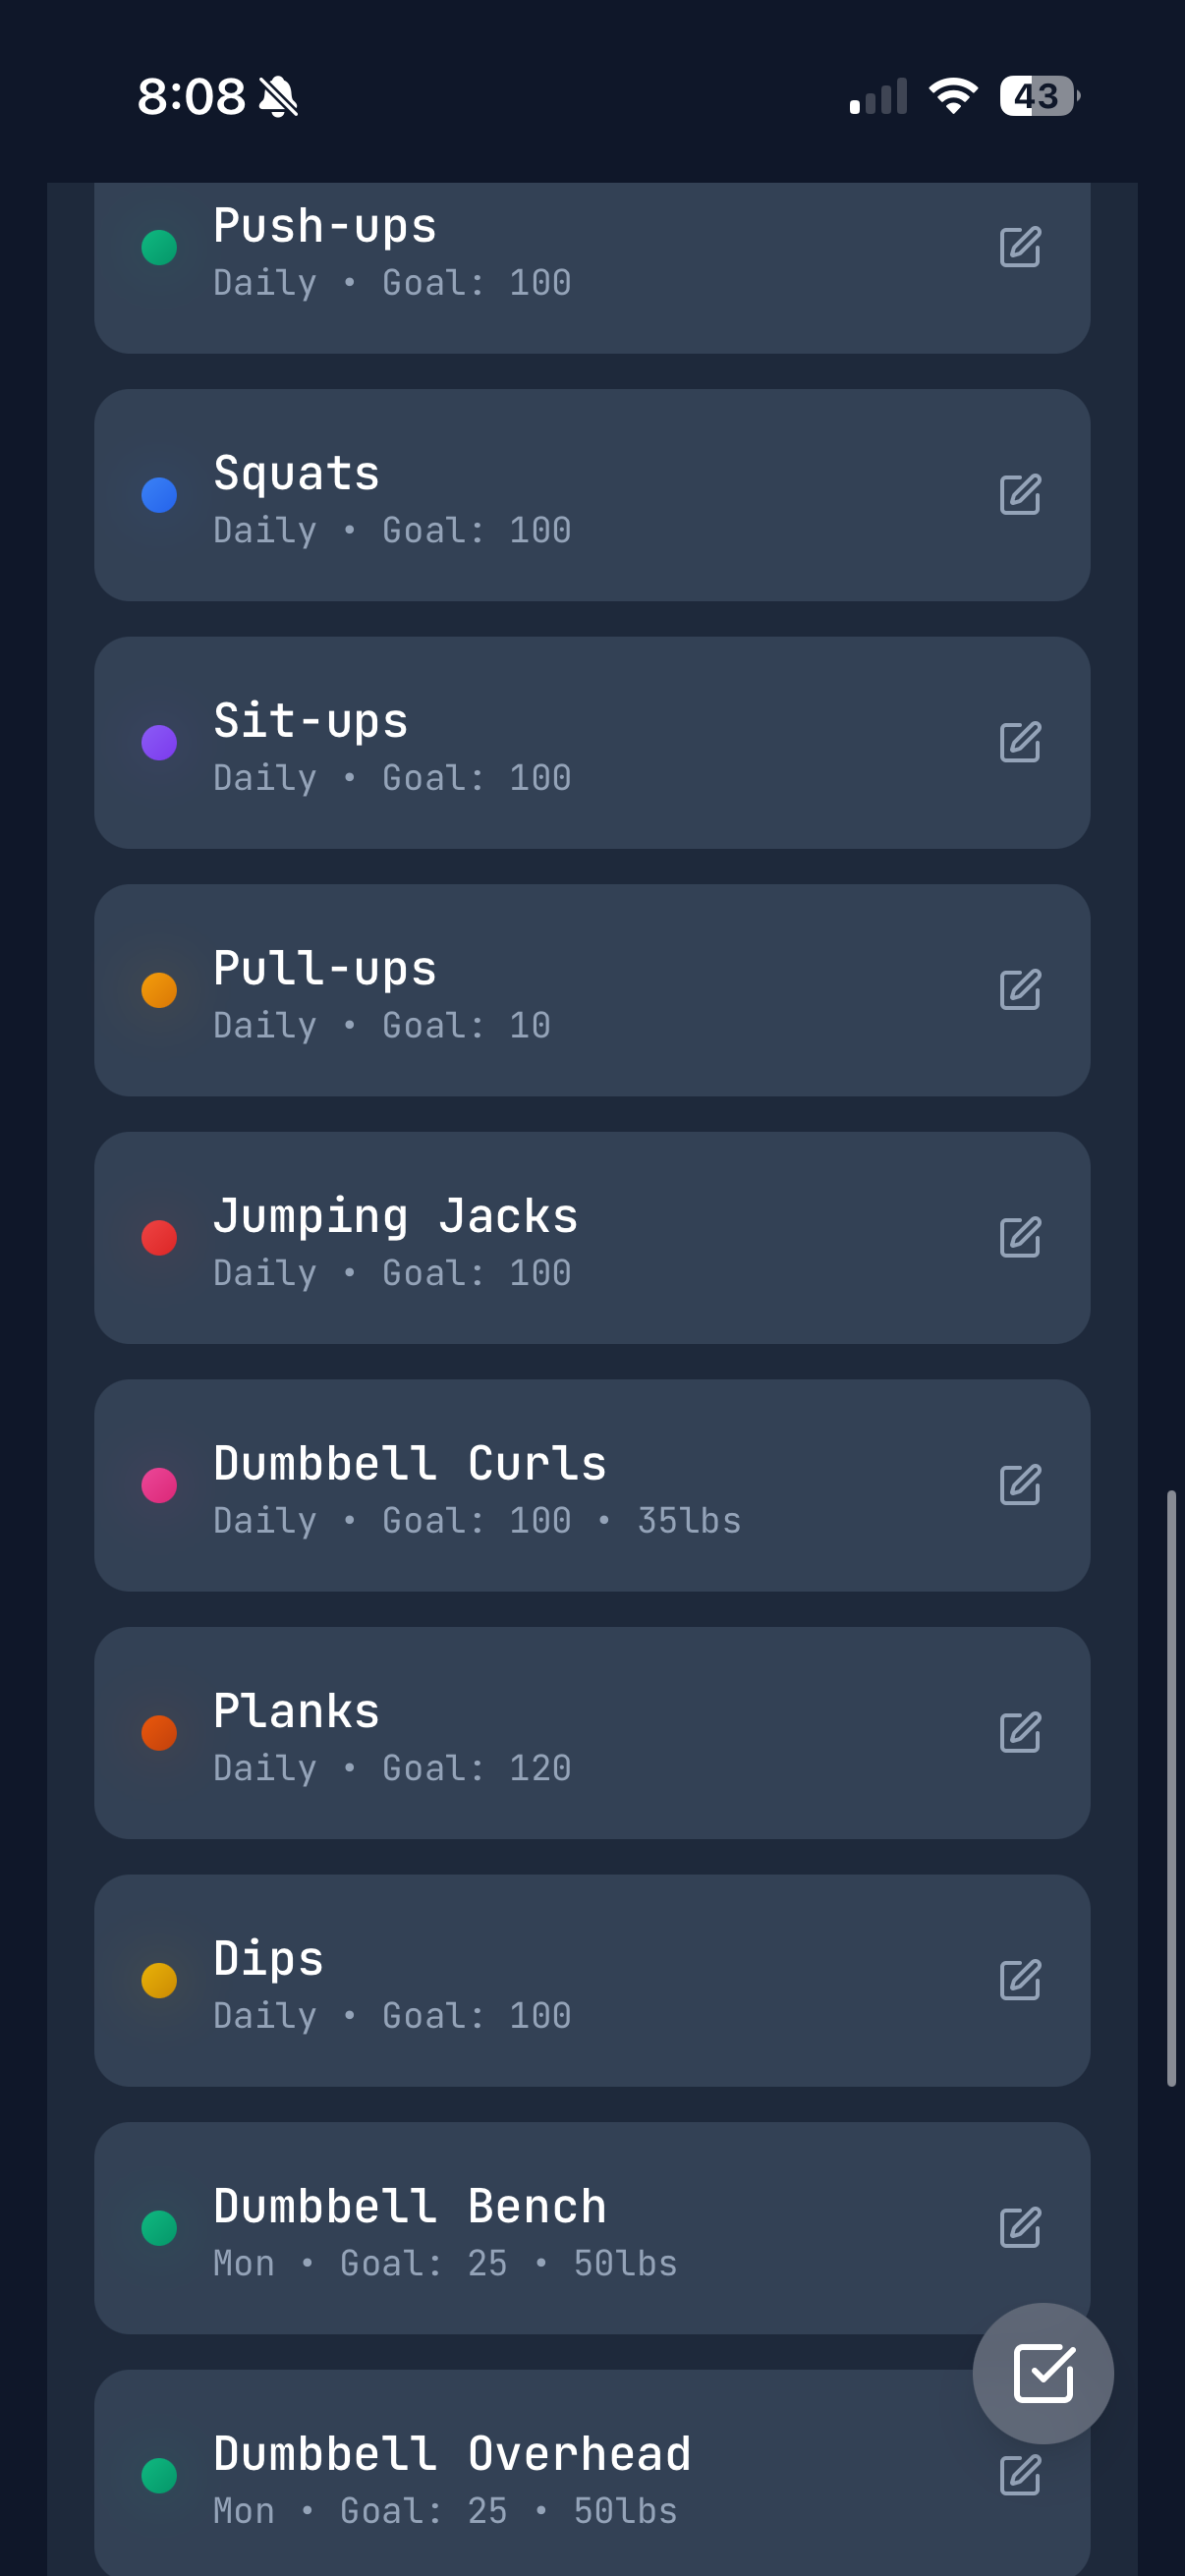 8:08
43
Push-ups
Daily • Goal: 100
Squats
Daily • Goal: 100
Sit-ups
Daily • Goal: 100
Pull-ups
Daily • Goal: 10
Jumping Jacks
Daily • Goal: 100
Dumbbell Curls
Daily • Goal: 100 • 35lbs
Planks
Daily • Goal: 120
Dips
Daily • Goal: 100
Dumbbell Bench
Mon • Goal: 25 • 50lbs
Dumbbell Overhead
Mon • Goal: 25 • 50lbs